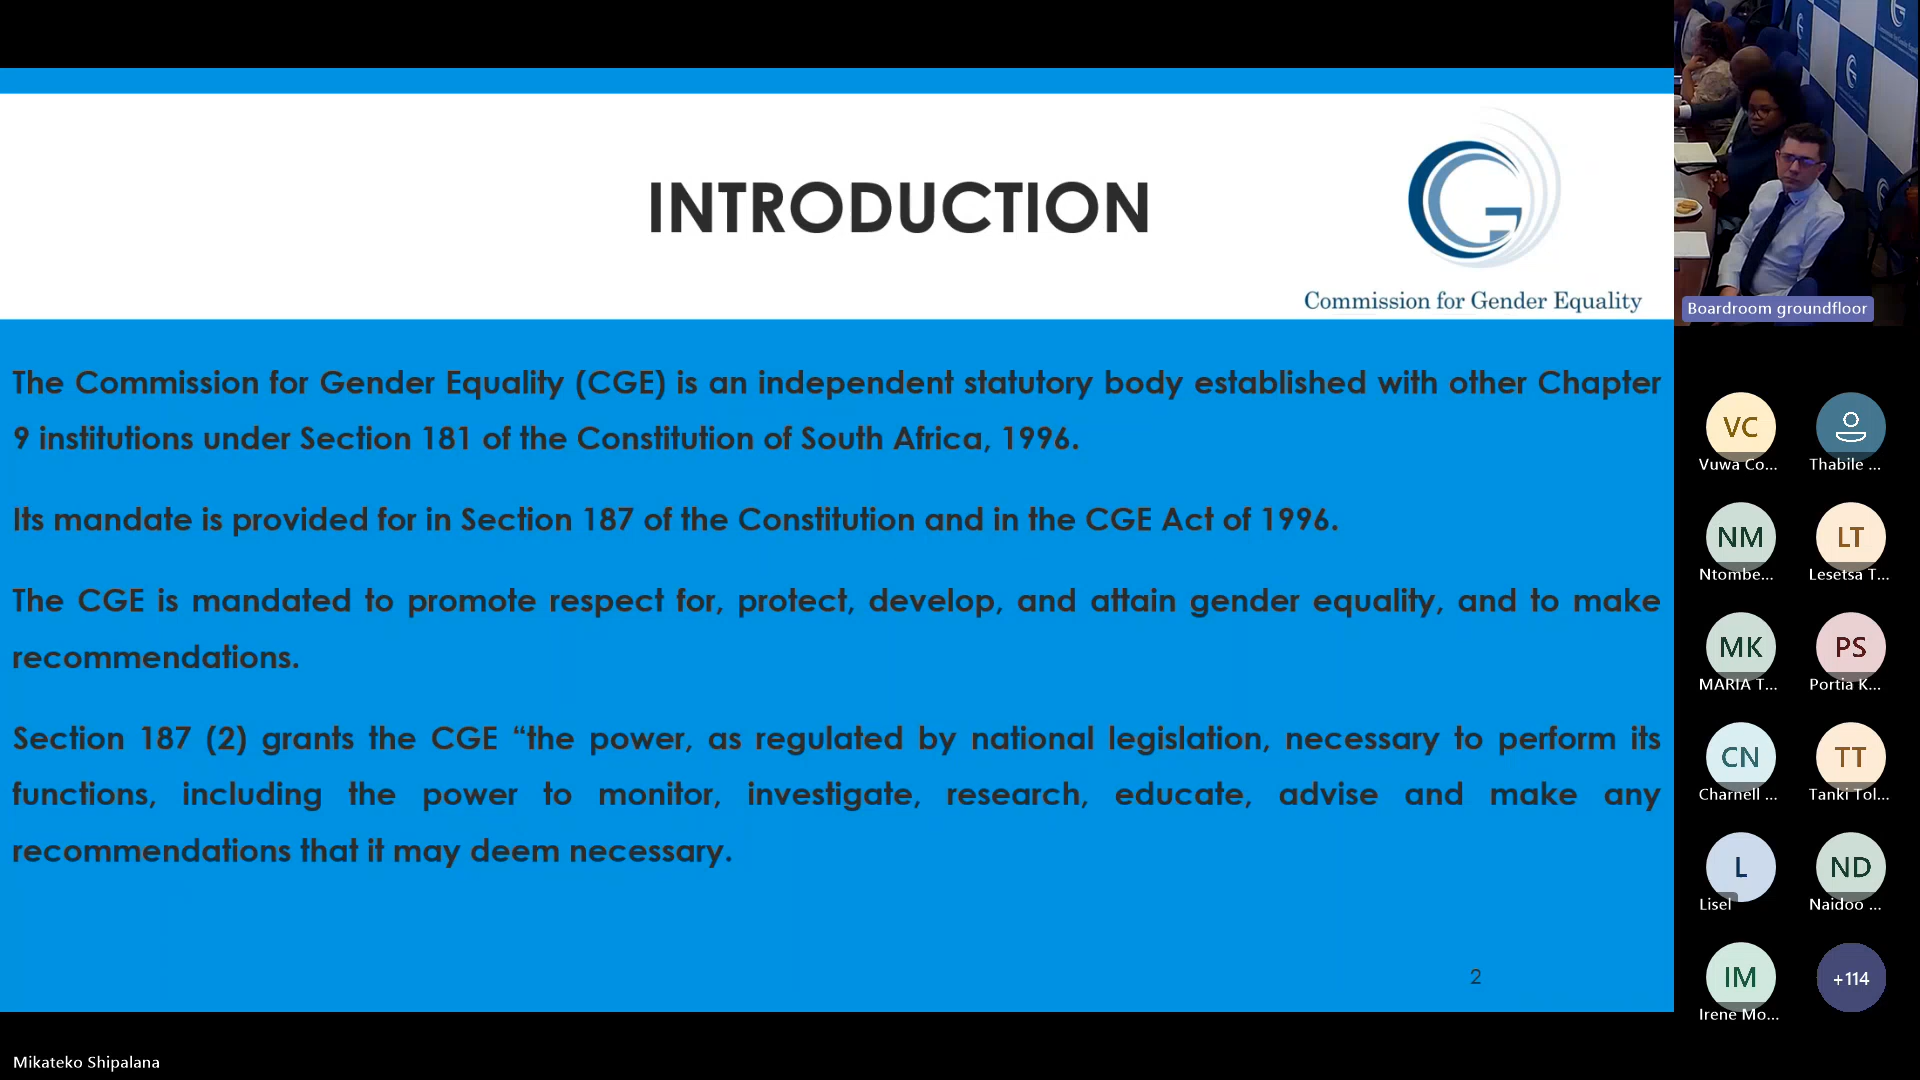 INTRODUCTION
Commission for Gender Equality
The Commission for Gender Equality (CGE) is an independent statutory body established with other Chapter
9 institutions under Section 181 of the Constitution of South Africa, 1996.
Its mandate is provided for in Section 187 of the Constitution and in the CGE Act of 1996.
The CGE is mandated to promote respect for, protect, develop, and attain gender equality, and to make
recommendations.
Section 187 (2) grants the CGE “the power, as regulated by national legislation, necessary to perform its
functions, including the power to monitor, investigate, research, educate, advise and make any
recommendations that it may deem necessary.
2
Mikateko Shipalana
Boardroom groundfloor
VC
Vuwa Co...
Thabile ...
NM
Ntombe...
LT
Lesetsa T...
MK
MARIA T...
PS
Portia K...
CN
Charnell ...
TT
Tanki Tol...
L
Lisel
ND
Naidoo ...
IM
Irene Mo...
+114